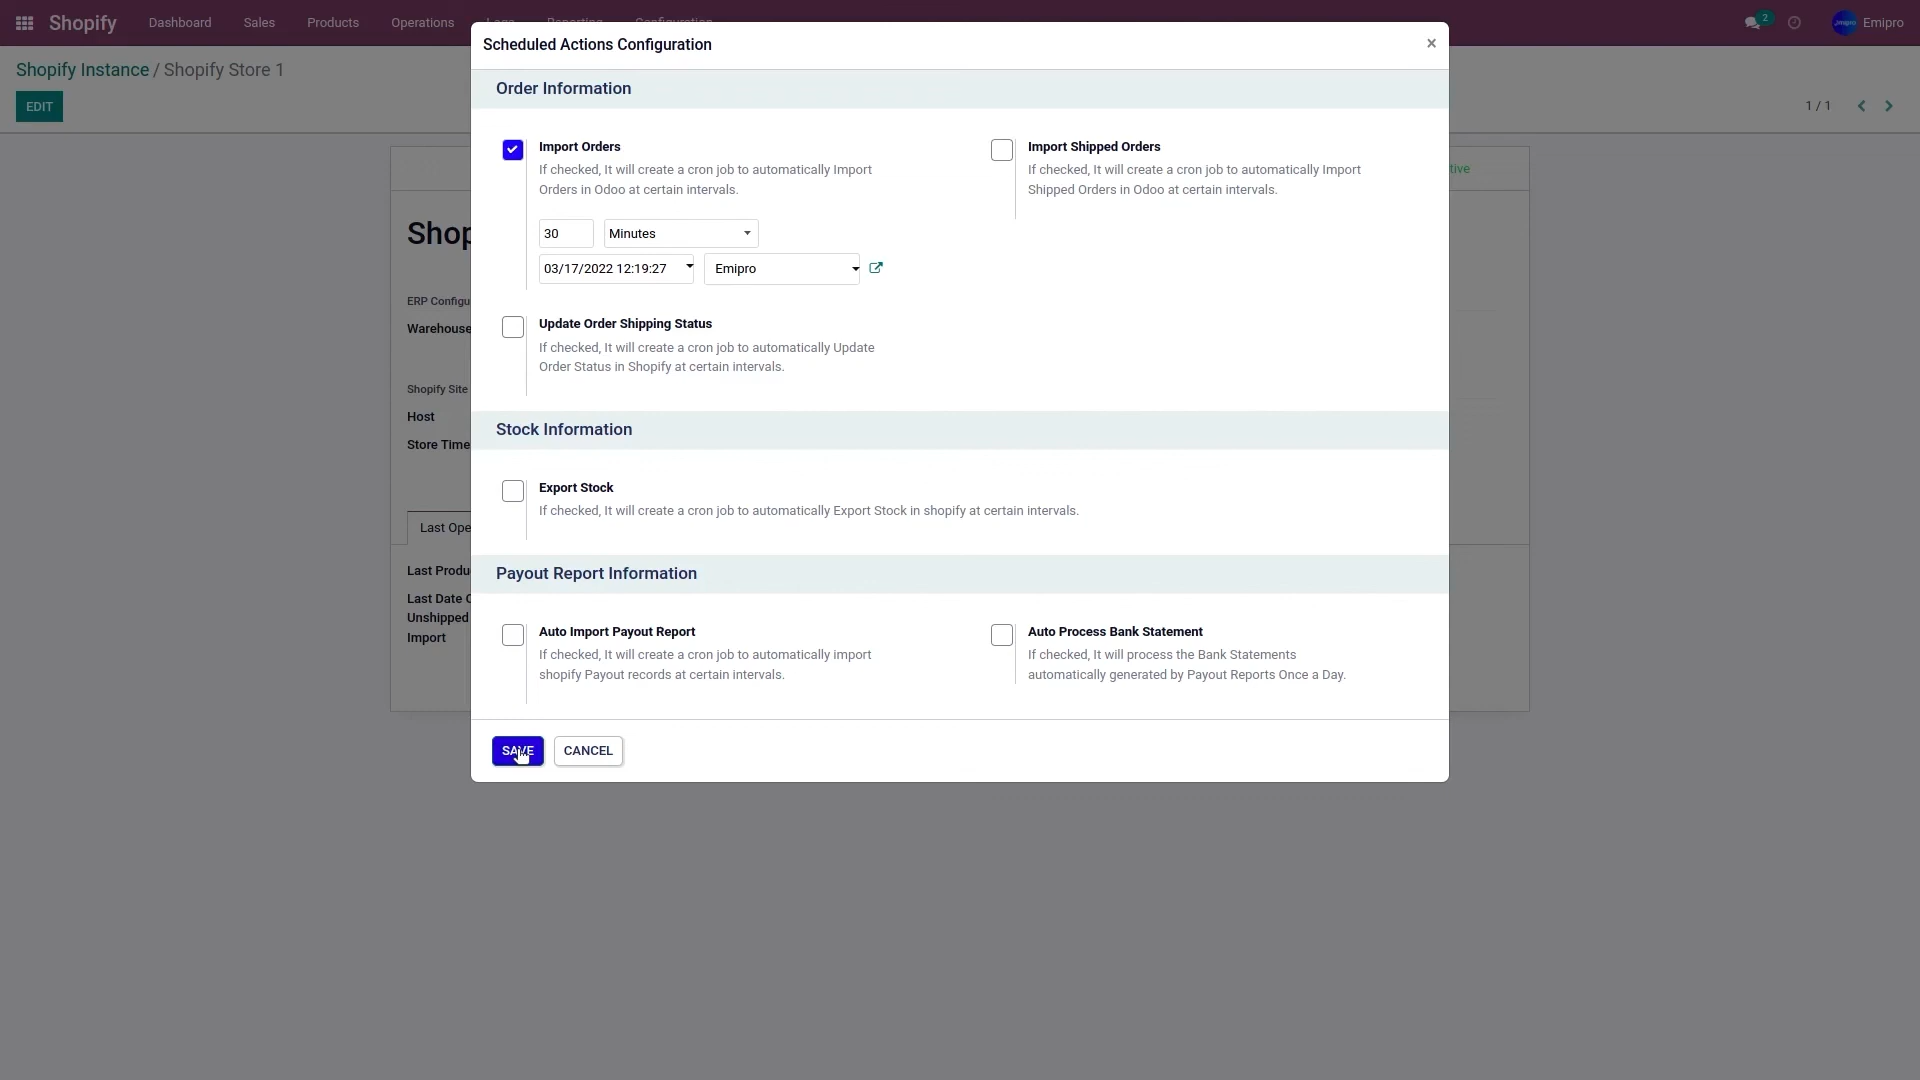 Shopify Dashboard Sales Products Operations Logs Reporting Configuration 2 Emipro
Shopify Instance / Shopify Store 1
EDIT
1 / 1
Scheduled Actions Configuration ×
Order Information
Import Orders
If checked, It will create a cron job to automatically Import
Orders in Odoo at certain intervals.
30 Minutes
03/17/2022 12:19:27 Emipro
Import Shipped Orders
If checked, It will create a cron job to automatically Import
Shipped Orders in Odoo at certain intervals.
Update Order Shipping Status
If checked, It will create a cron job to automatically Update
Order Status in Shopify at certain intervals.
Stock Information
Export Stock
If checked, It will create a cron job to automatically Export Stock in shopify at certain intervals.
Payout Report Information
Auto Import Payout Report
If checked, It will create a cron job to automatically import
shopify Payout records at certain intervals.
Auto Process Bank Statement
If checked, It will process the Bank Statements
automatically generated by Payout Reports Once a Day.
SAVE CANCEL
tive
Shop
ERP Configu
Warehouse
Shopify Site
Host
Store Time
Last Ope
Last Produ
Last Date O
Unshipped
Import